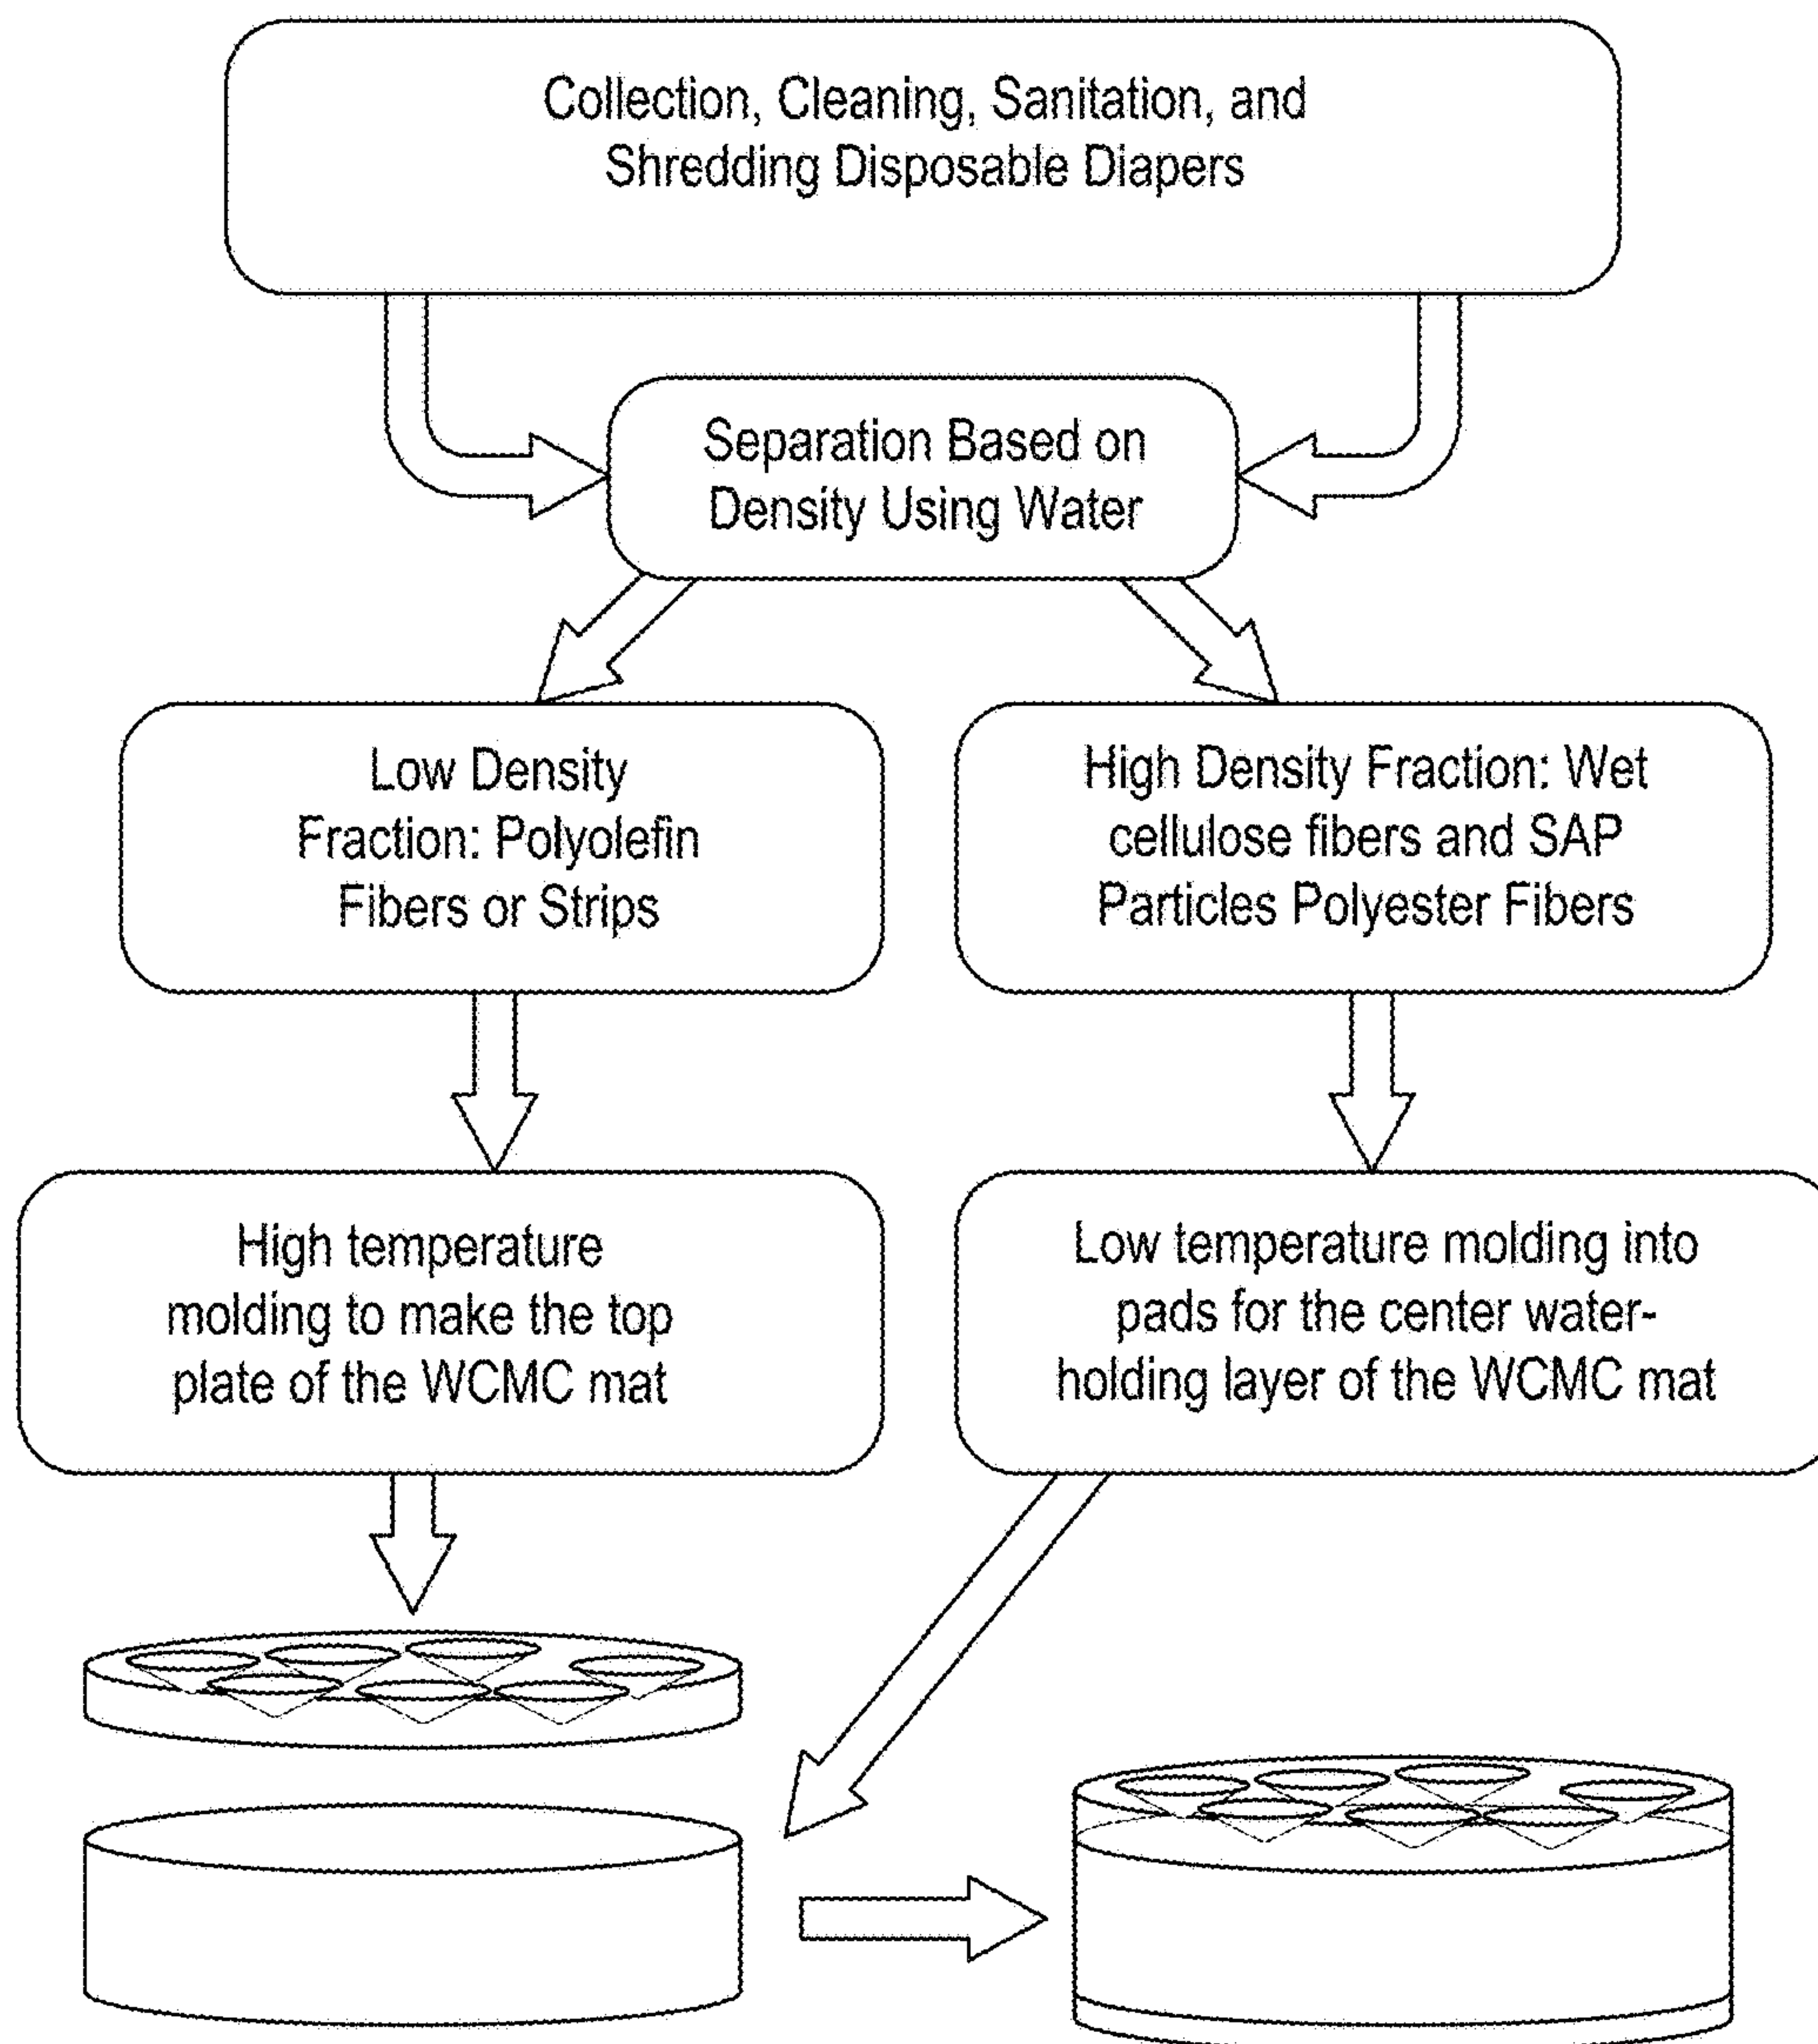 Collection, Cleaning, Sanitation, and
Shredding Disposable Diapers
Separation Based on
Density Using Water
Low Density
Fraction: Polyolefin
Fibers or Strips
High Density Fraction: Wet
cellulose fibers and SAP
Particles Polyester Fibers
High temperature
molding to make the top
plate of the WCMC mat
Low temperature molding into
pads for the center water-
holding layer of the WCMC mat